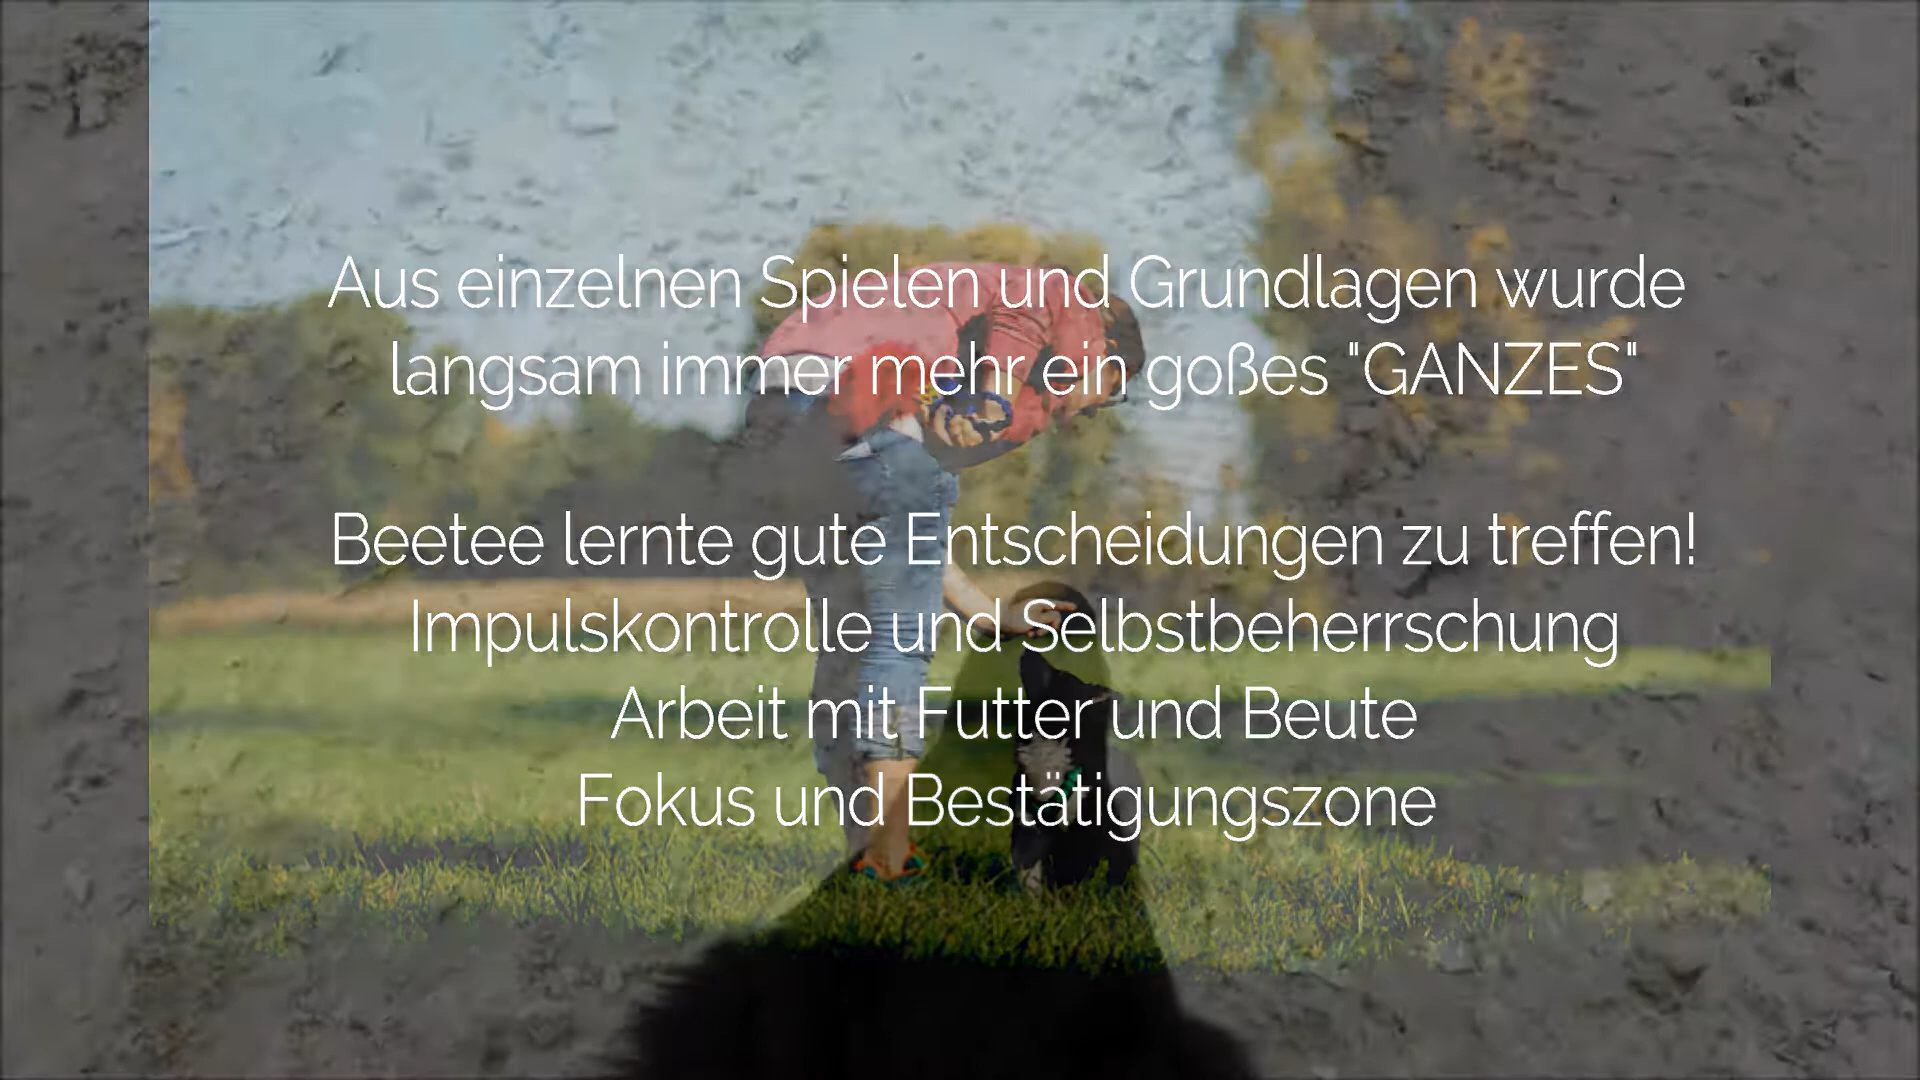 Aus einzelnen Spielen und Grundlagen wurde
langsam immer mehr ein goßes "GANZES"
Beetee lernte gute Entscheidungen zu treffen!
Impulskontrolle und Selbstbeherrschung
Arbeit mit Futter und Beute
Fokus und Bestätigungszone